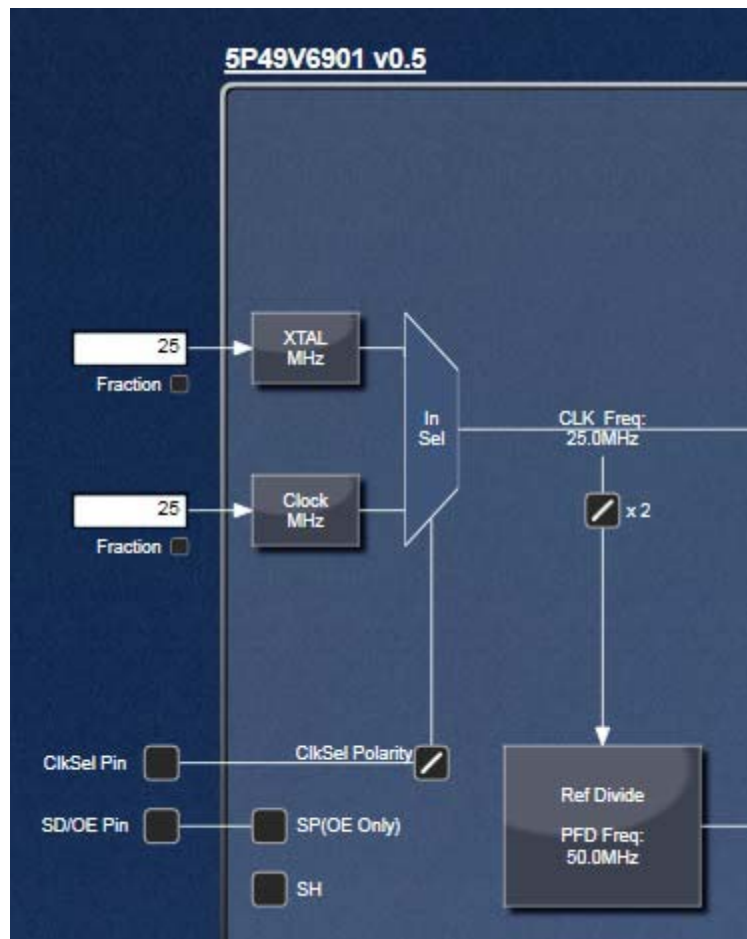 5P49V6901 v0.5
25
XTAL
MHz
Fraction
In
Sel
CLK Freq:
25.0MHz
25
Clock
MHz
x 2
Fraction
ClkSel Pin
ClkSel Polarity
SD/OE Pin
SP(OE Only)
SH
Ref Divide
PFD Freq:
50.0MHz